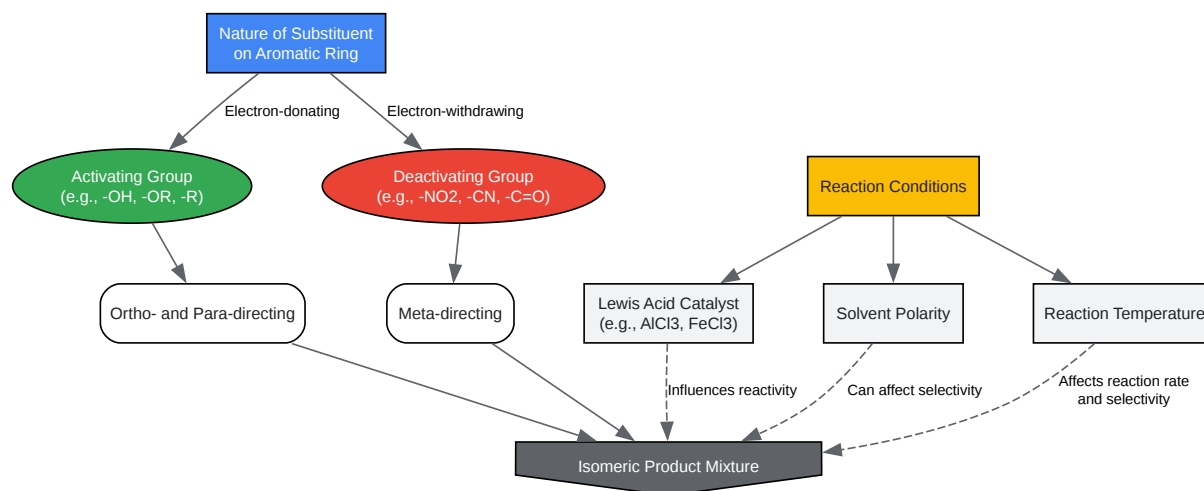 Nature of Substituent
on Aromatic Ring
Electron-donating
Electron-withdrawing
Activating Group
(e.g., -OH, -OR, -R)
Deactivating Group
(e.g., -NO2, -CN, -C=O)
Reaction Conditions
Ortho- and Para-directing
Meta-directing
Lewis Acid Catalyst
(e.g., AlCl3, FeCl3)
Solvent Polarity
Reaction Temperature
Influences reactivity
Can affect selectivity
Affects reaction rate
and selectivity
Isomeric Product Mixture